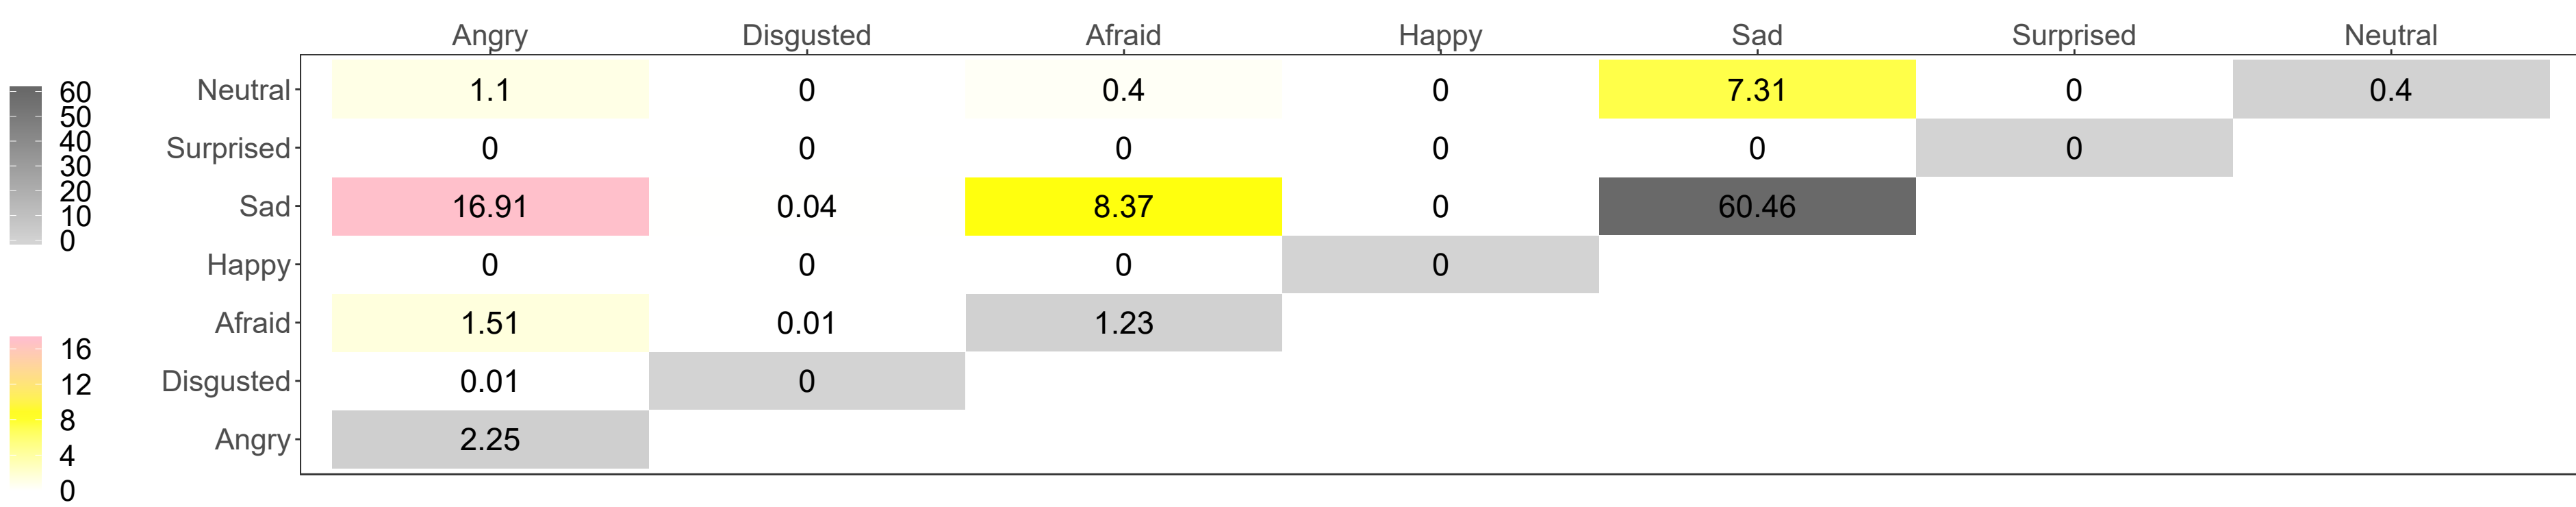 Angry Disgusted Afraid Happy Sad Surprised Neutral
Neutral 1.1 0 0.4 0 7.31 0 0.4
Surprised 0 0 0 0 0 0
Sad 16.91 0.04 8.37 0 60.46
Happy 0 0 0 0
Afraid 1.51 0.01 1.23
Disgusted 0.01 0
Angry 2.25
60
50
40
30
20
10
0
16
12
8
4
0